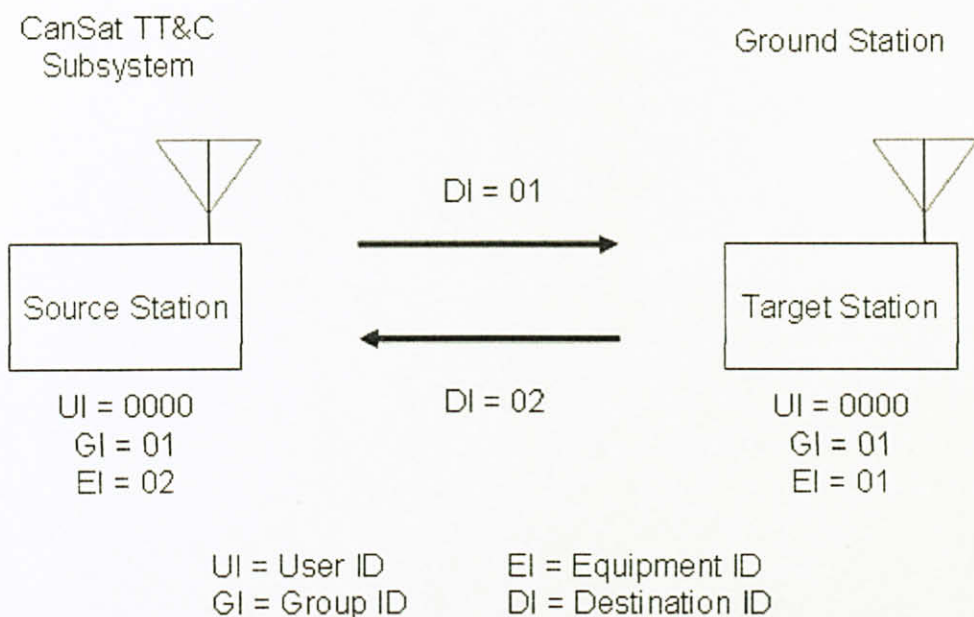 CanSat TT&C
Subsystem
Ground Station
DI = 01
Source Station
Target Station
DI = 02
UI = 0000
GI = 01
EI = 02
UI = 0000
GI = 01
EI = 01
UI = User ID
EI = Equipment ID
GI = Group ID
DI = Destination ID